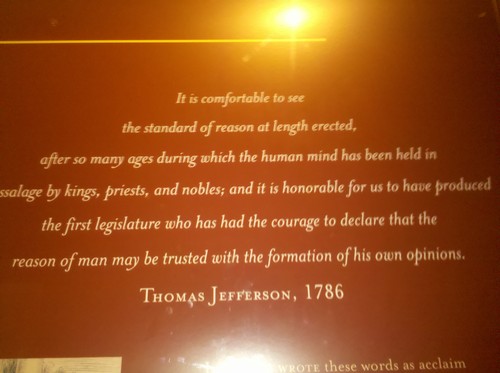 It is comfortable to see
the standard of reason at length erected,
after so many ages during which the human mind has been held in
ssalage by kings, priests, and nobles; and it is honorable for us to have produced
the first legislature who has had the courage to declare that the
reason of man may be trusted with the formation of his own opinions.
THOMAS JEFFERSON, 1786
WROTE these words as acclaim